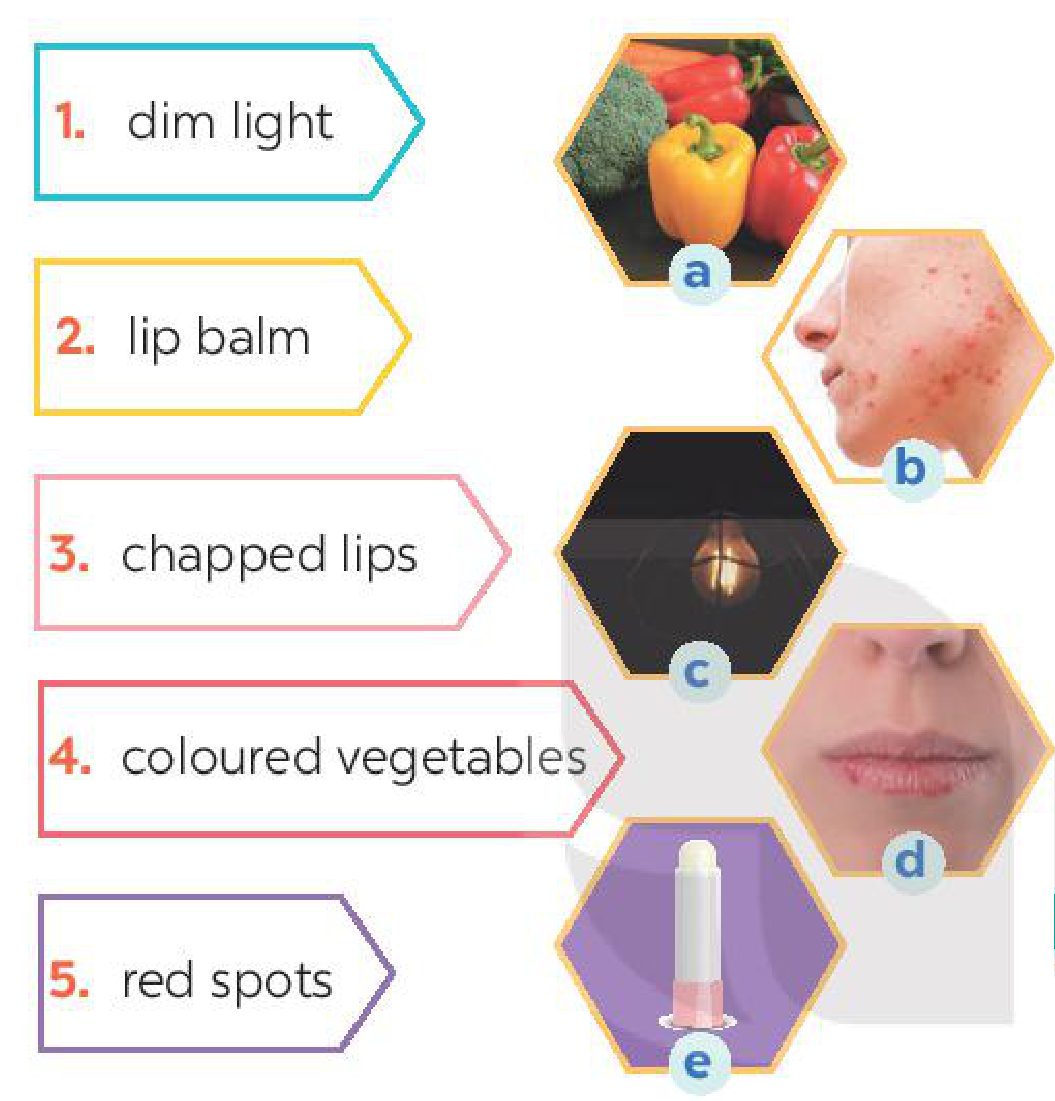 1. dim light
a
2. lip balm
b
3. chapped lips
c
4. coloured vegetables
d
5. red spots
e